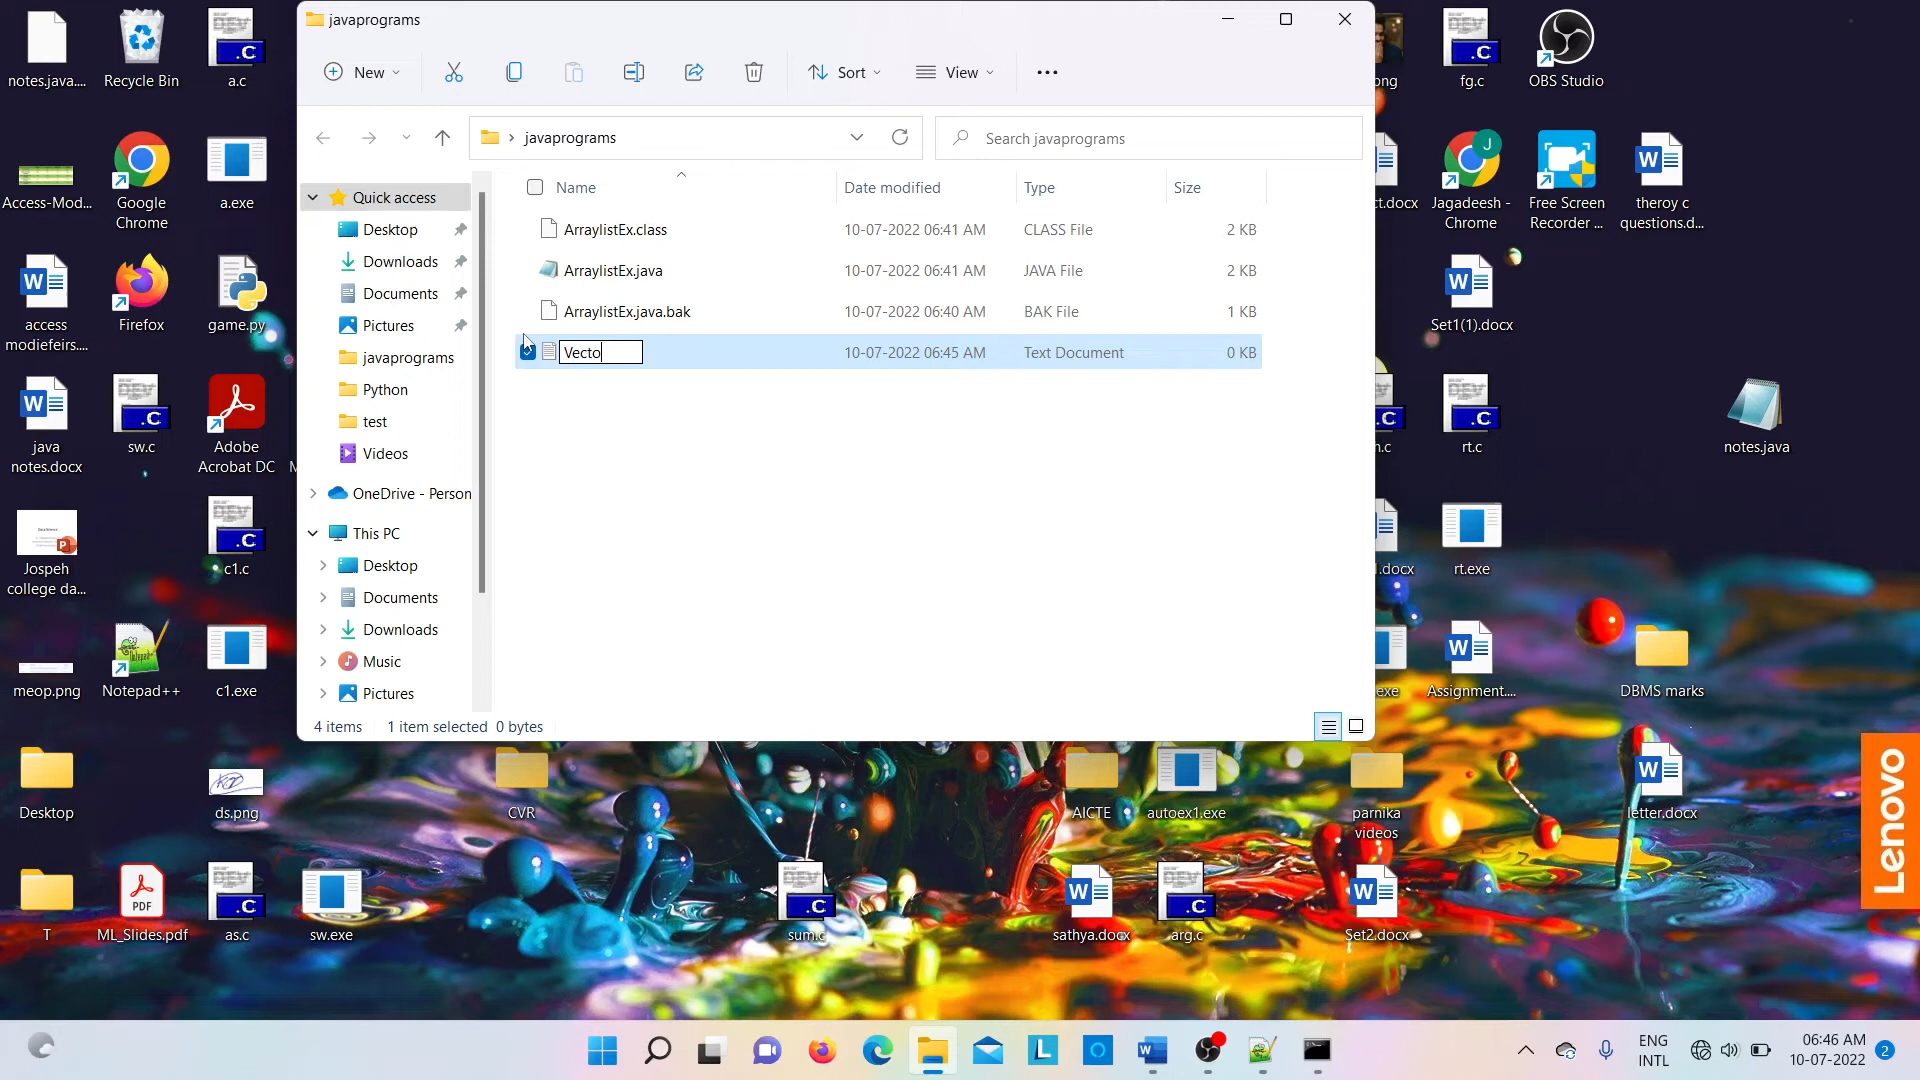 javaprograms
New
Sort
View
javaprograms
Search javaprograms
Name
Date modified
Type
Size
Quick access
Desktop
Downloads
Documents
Pictures
javaprograms
Python
test
Videos
OneDrive - Person
This PC
Desktop
Documents
Downloads
Music
Pictures
ArraylistEx.class
10-07-2022 06:41 AM
CLASS File
2 KB
ArraylistEx.java
10-07-2022 06:41 AM
JAVA File
2 KB
ArraylistEx.java.bak
10-07-2022 06:40 AM
BAK File
1 KB
Vecto
10-07-2022 06:45 AM
Text Document
0 KB
4 items
1 item selected 0 bytes
notes.java....
Recycle Bin
a.c
Access-Mod...
Google
Chrome
a.exe
access
modiefeirs....
Firefox
game.py
java
notes.docx
sw.c
Adobe
Acrobat DC
Jospeh
college da...
c1.c
meop.png
Notepad++
c1.exe
Desktop
ds.png
T
ML_Slides.pdf
as.c
sw.exe
CVR
sum.c
AICTE
autoex1.exe
parnika
videos
letter.docx
sathya.docx
arg.c
Set2.docx
fg.c
OBS Studio
Jagadeesh -
Chrome
Free Screen
Recorder ...
theroy c
questions.d...
Set1(1).docx
rt.c
notes.java
rt.exe
Assignment....
DBMS marks
Lenovo
ENG
INTL
06:46 AM
10-07-2022
2